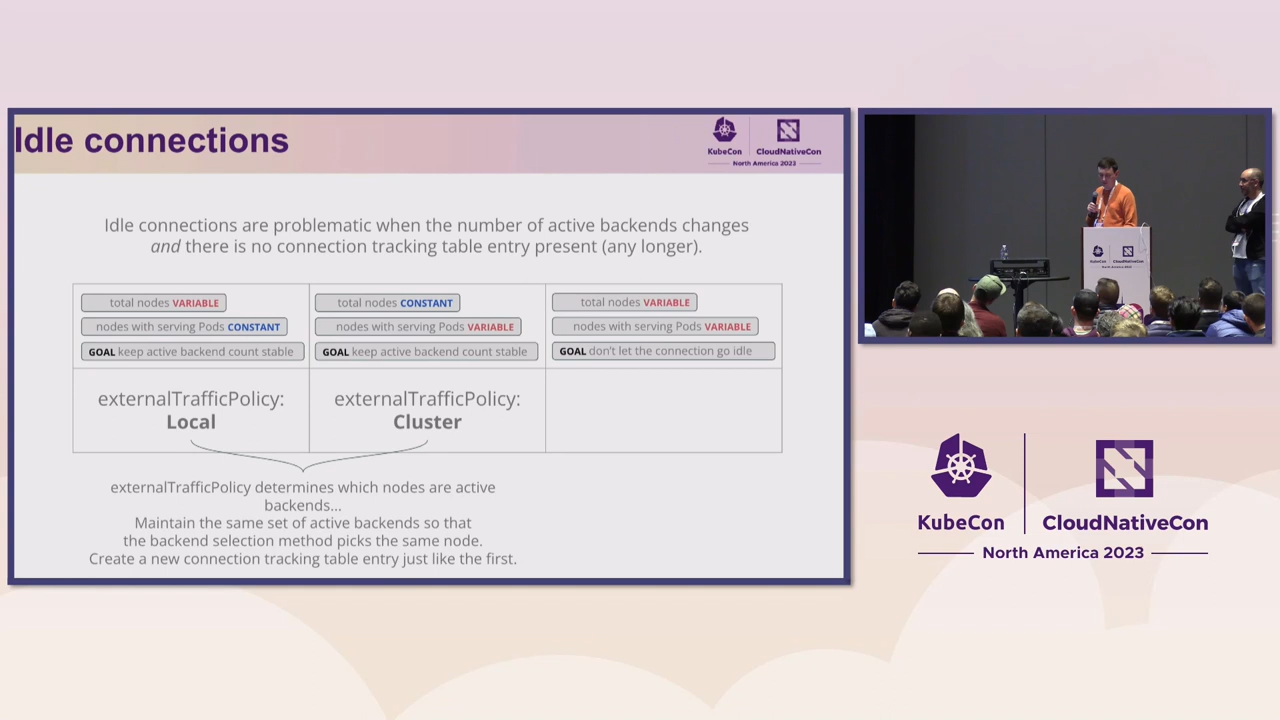 Idle connections
KubeCon
CloudNativeCon
North America 2023
Idle connections are problematic when the number of active backends changes
and there is no connection tracking table entry present (any longer).
total nodes VARIABLE
nodes with serving Pods CONSTANT
GOAL keep active backend count stable
total nodes CONSTANT
nodes with serving Pods VARIABLE
GOAL keep active backend count stable
total nodes VARIABLE
nodes with serving Pods VARIABLE
GOAL don't let the connection go idle
externalTrafficPolicy:
Local
externalTrafficPolicy:
Cluster
externalTrafficPolicy determines which nodes are active
backends...
Maintain the same set of active backends so that
the backend selection method picks the same node.
Create a new connection tracking table entry just like the first.
KubeCon
CloudNativeCon
North America 2023